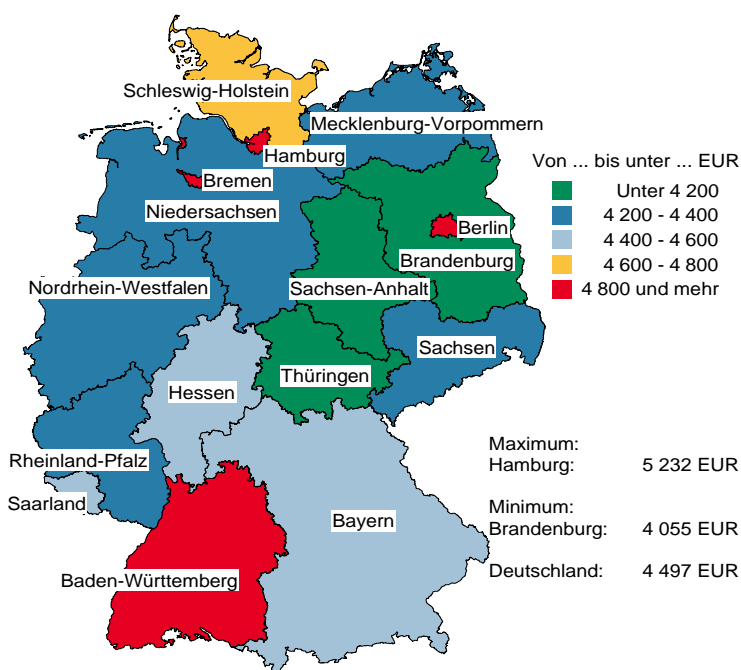 Schleswig-Holstein
Mecklenburg-Vorpommern
Hamburg
Bremen
Niedersachsen
Berlin
Brandenburg
Nordrhein-Westfalen
Sachsen-Anhalt
Sachsen
Thüringen
Hessen
Rheinland-Pfalz
Saarland
Bayern
Baden-Württemberg
Von ... bis unter ... EUR
Unter 4 200
4 200 - 4 400
4 400 - 4 600
4 600 - 4 800
4 800 und mehr
Maximum:
Hamburg: 5 232 EUR
Minimum:
Brandenburg: 4 055 EUR
Deutschland: 4 497 EUR